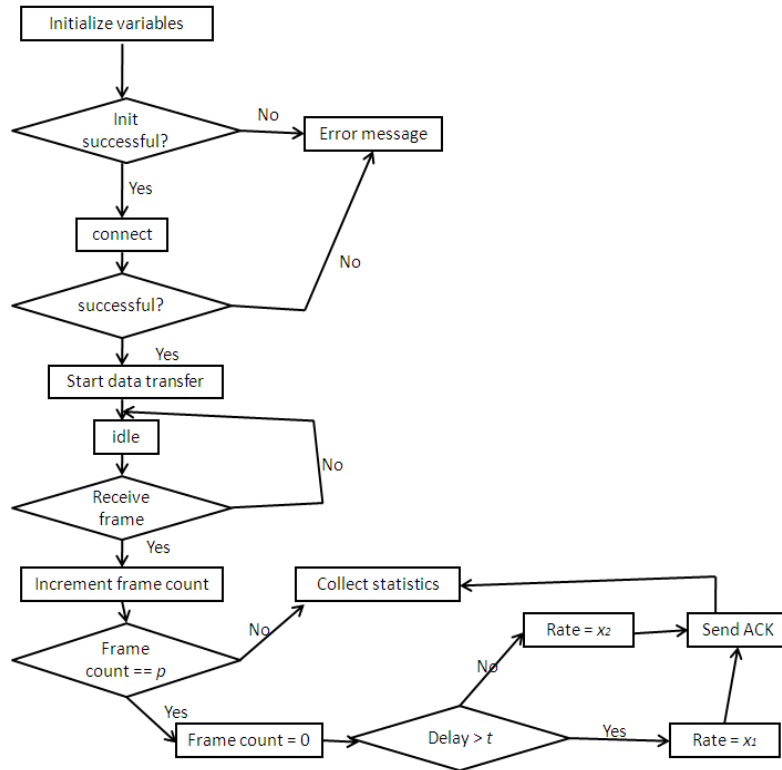 Initialize variables
Init
successful?
No
Error message
Yes
connect
No
successful?
Yes
Start data transfer
idle
No
Receive
frame
Yes
Increment frame count
Collect statistics
No
Rate = x₂
Send ACK
Frame
count == p
No
Yes
Frame count = 0
Delay > t
Yes
Rate = x₁